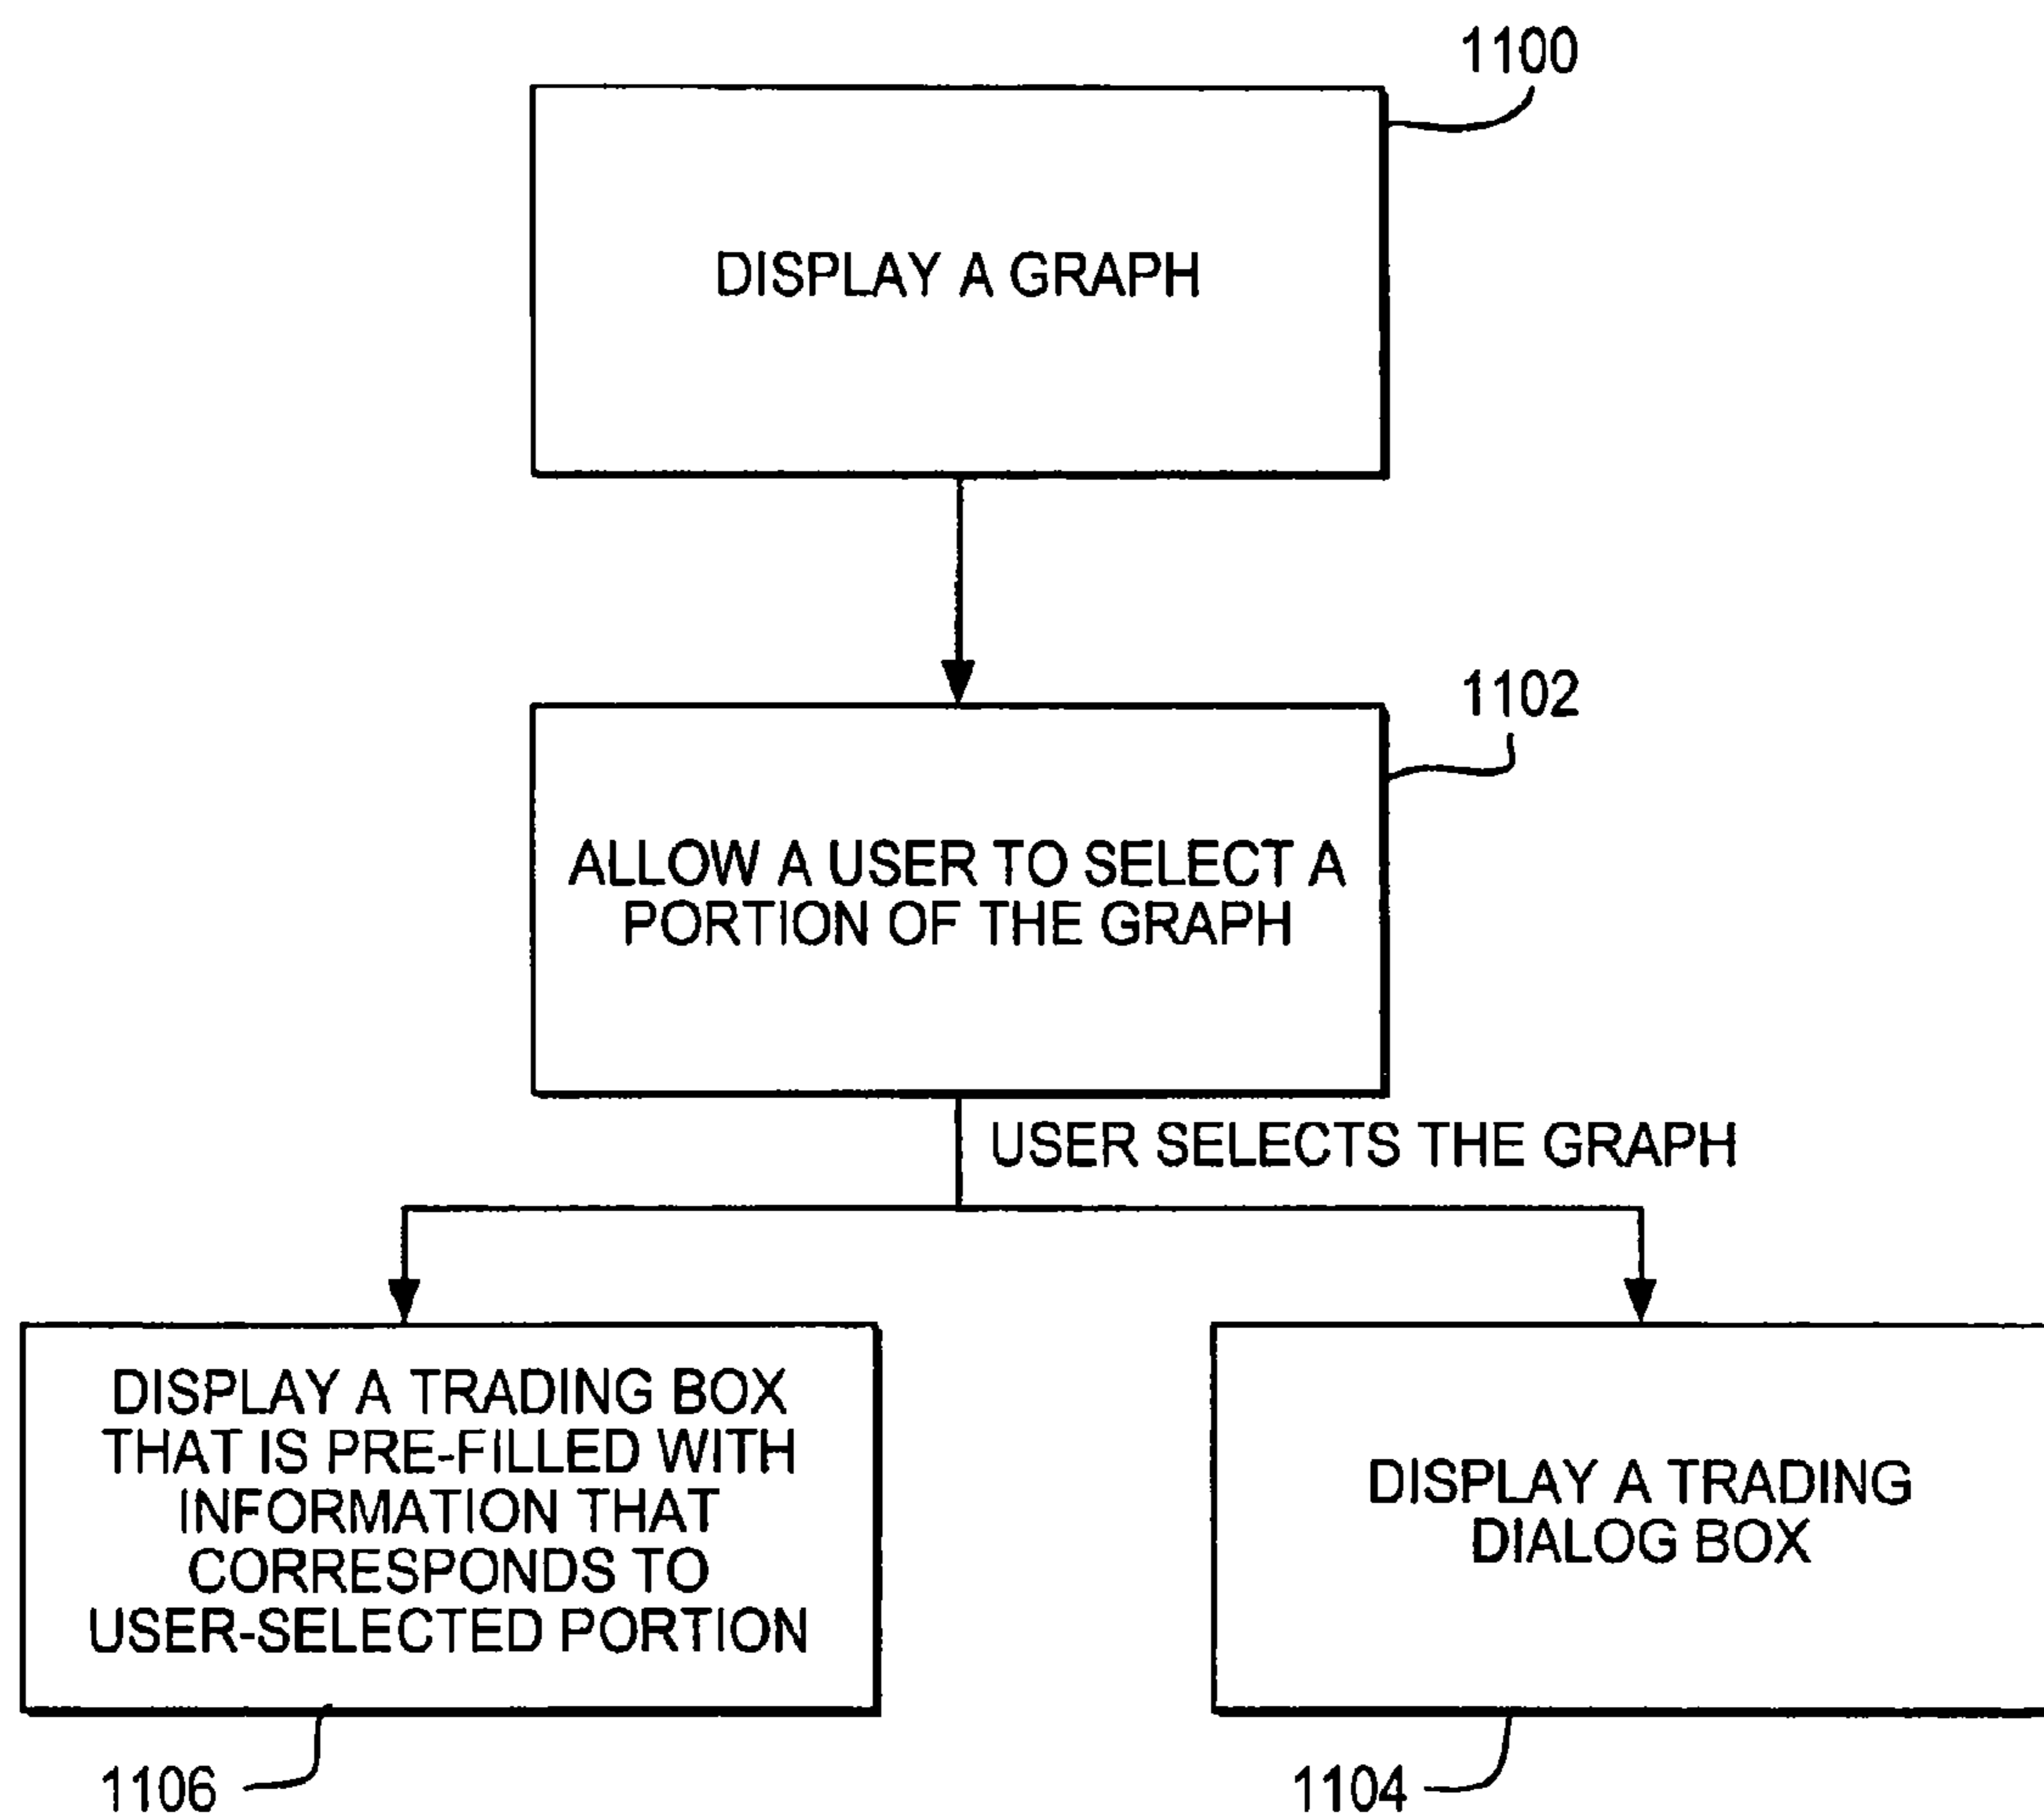 1100
DISPLAY A GRAPH
1102
ALLOW A USER TO SELECT A
PORTION OF THE GRAPH
USER SELECTS THE GRAPH
DISPLAY A TRADING BOX
THAT IS PRE-FILLED WITH
INFORMATION THAT
CORRESPONDS TO
USER-SELECTED PORTION
1106
DISPLAY A TRADING
DIALOG BOX
1104